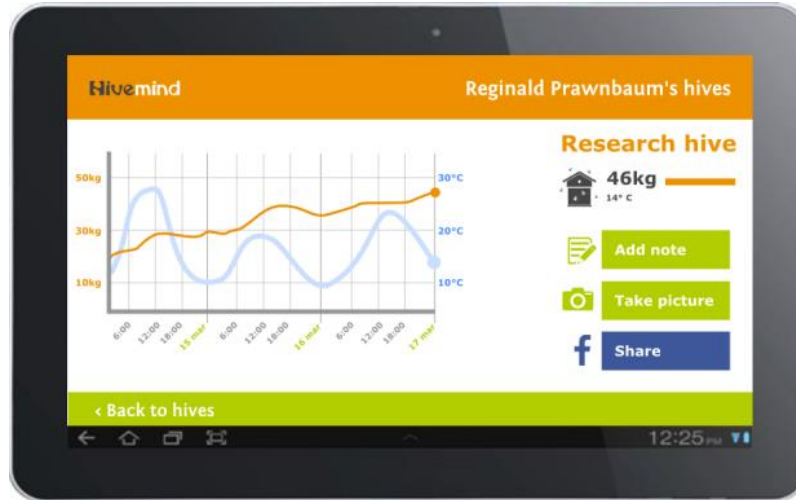 Hivemind
Reginald Prawnbaum's hives
50kg
30kg
10kg
30°C
20°C
10°C
6:00
12:00
18:00
15 mar
6:00
12:00
18:00
16 mar
6:00
12:00
18:00
17 mar
Research hive
46kg
14° C
Add note
Take picture
Share
‹ Back to hives
12:25 PM